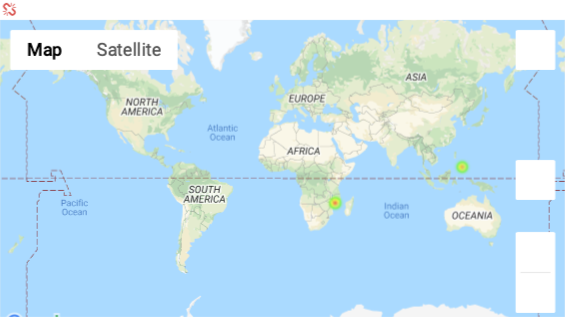 Map
Satellite
ASIA
NORTH
AMERICA
EUROPE
Atlantic
Ocean
AFRICA
SOUTH
AMERICA
Pacific
Ocean
Indian
Ocean
OCEANIA